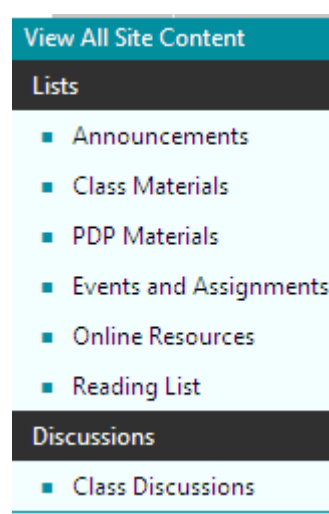 View All Site Content
Lists
Announcements
Class Materials
PDP Materials
Events and Assignments
Online Resources
Reading List
Discussions
Class Discussions